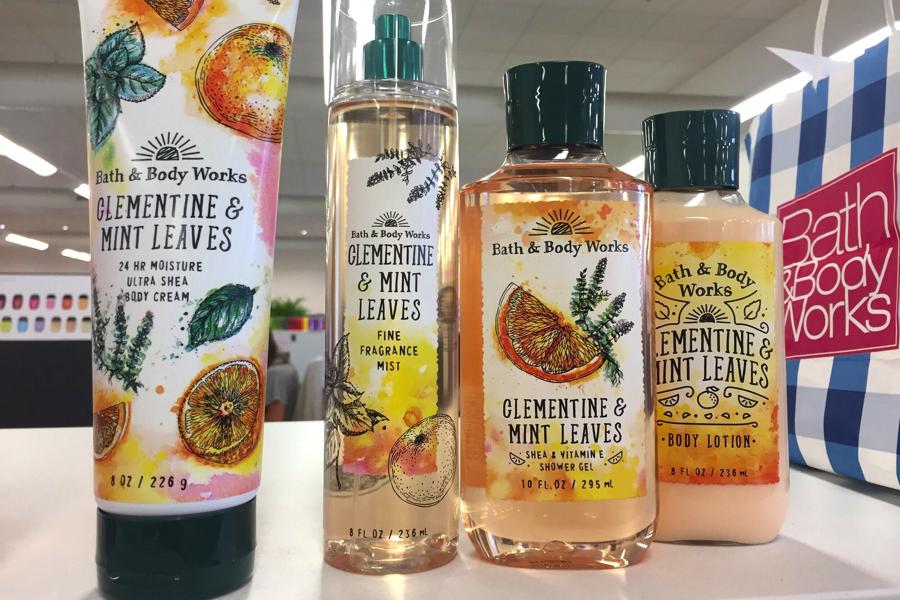 Bath & Body Works
CLEMENTINE &
MINT LEAVES
24 HR MOISTURE
ULTRA SHEA
BODY CREAM
8 OZ / 226 g
Bath & Body Works
CLEMENTINE
& MINT
LEAVES
FINE
FRAGRANCE
MIST
8 FL OZ / 236 mL
Bath & Body Works
CLEMENTINE &
MINT LEAVES
SHEA & VITAMIN E
SHOWER GEL
10 FL OZ / 295 mL
Bath & Body
Works
LEMENTINE &
MINT LEAVES
BODY LOTION
8 FL OZ / 236 mL
Bath
& Body
Works